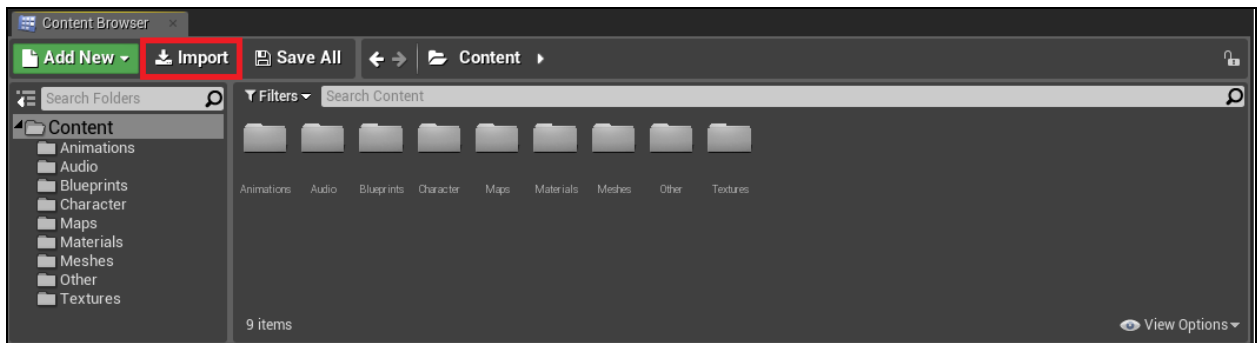 Content Browser
Add New Import Save All Content
Search Folders
Filters Search Content
Content
Animations
Audio
Blueprints
Character
Maps
Materials
Meshes
Other
Textures
Animations Audio Blueprints Character Maps Materials Meshes Other Textures
9 items View Options